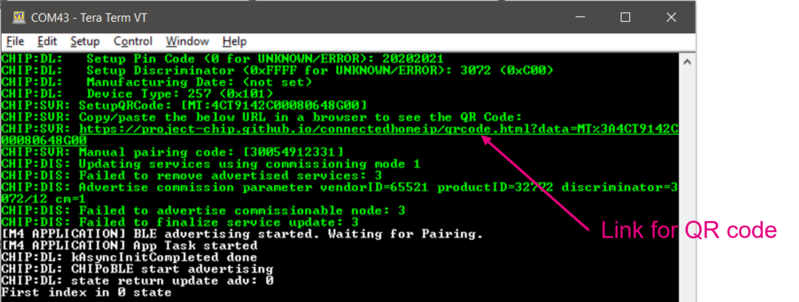 COM43 - Tera Term VT
File Edit Setup Control Window Help
CHIP:DL: Setup Pin Code (0 for UNKNOWN/ERROR): 20202021
CHIP:DL: Setup Discriminator (0xFFFF for UNKNOWN/ERROR): 3072 (0xC00)
CHIP:DL: Manufacturing Date: (not set)
CHIP:DL: Device Type: 257 (0x101)
CHIP:SVR: SetupQRCode: [MT:4CT9142C00080648G00]
CHIP:SVR: Copy/paste the below URL in a browser to see the QR Code:
CHIP:SVR: https://project-chip.github.io/connectedhomeip/qrcode.html?data=MT%3A4CT9142C
00080648G00
CHIP:SVR: Manual pairing code: [30054912331]
CHIP:DIS: Updating services using commissioning mode 1
CHIP:DIS: Failed to remove advertised services: 3
CHIP:DIS: Advertise commission parameter vendorID=65521 productID=32772 discriminator=3
072/12 cm=1
CHIP:DIS: Failed to advertise commissionable node: 3
CHIP:DIS: Failed to finalize service update: 3
[M4 APPLICATION] BLE advertising started. Waiting for Pairing.
[M4 APPLICATION] App Task started
CHIP:DL: kAsyncInitCompleted done
CHIP:DL: CHIPoBLE start advertising
CHIP:DL: state return update adv: 0
First index in 0 state
Link for QR code